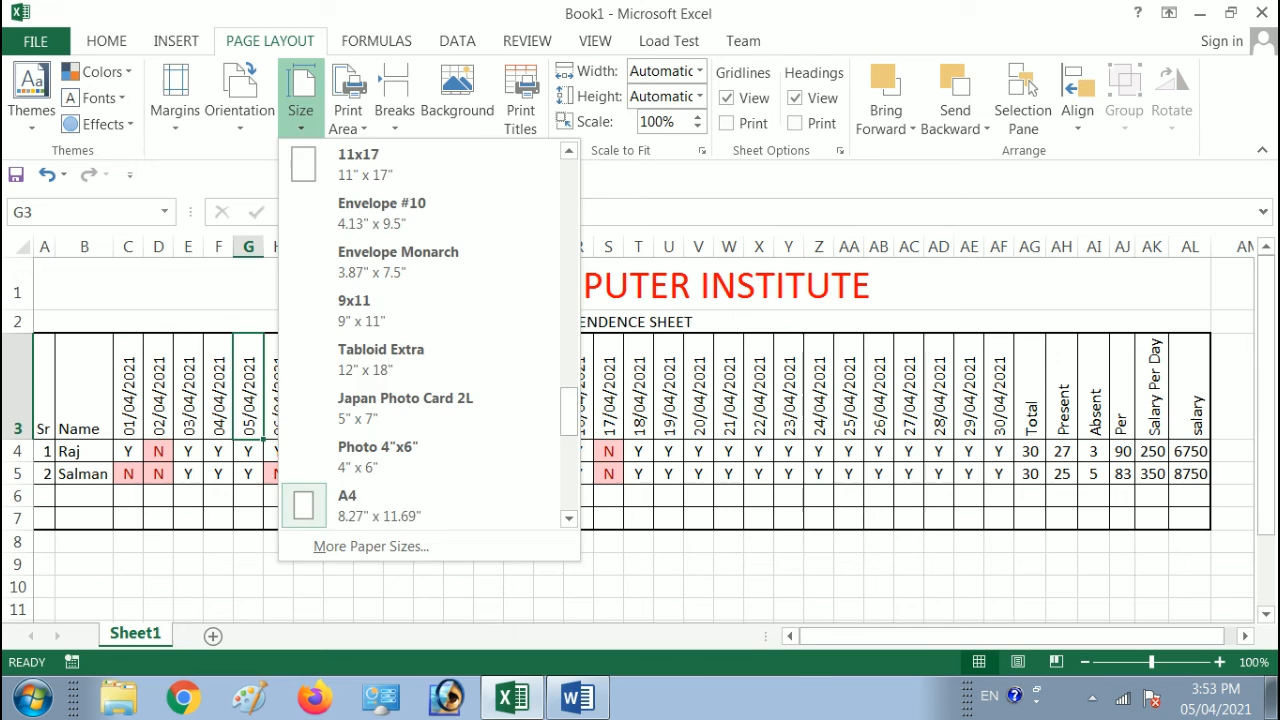 Book1 - Microsoft Excel
FILE HOME INSERT PAGE LAYOUT FORMULAS DATA REVIEW VIEW Load Test Team Sign in
Themes Colors Fonts Effects Margins Orientation Size Print Area Breaks Background Print Titles Width: Automatic Height: Automatic Scale: 100% Gridlines View Print Headings View Print Bring Forward Send Backward Selection Pane Align Group Rotate
Themes Scale to Fit Sheet Options Arrange
G3
A B C D E F G S T U V W X Y Z AA AB AC AD AE AF AG AH AI AJ AK AL AM
1 PUTER INSTITUTE
2 ENDENCE SHEET
3 Sr Name 01/04/2021 02/04/2021 03/04/2021 04/04/2021 05/04/2021 17/04/2021 18/04/2021 19/04/2021 20/04/2021 21/04/2021 22/04/2021 23/04/2021 24/04/2021 25/04/2021 26/04/2021 27/04/2021 28/04/2021 29/04/2021 30/04/2021 Total Present Absent Per Salary Per Day salary
4 1 Raj Y N Y Y Y N Y Y Y Y Y Y Y Y Y Y Y Y Y 30 27 3 90 250 6750
5 2 Salman N N Y Y Y N Y Y Y Y Y Y Y Y Y Y Y Y Y 30 25 5 83 350 8750
6
7
8
9
10
11
11x17
11" x 17"
Envelope #10
4.13" x 9.5"
Envelope Monarch
3.87" x 7.5"
9x11
9" x 11"
Tabloid Extra
12" x 18"
Japan Photo Card 2L
5" x 7"
Photo 4"x6"
4" x 6"
A4
8.27" x 11.69"
More Paper Sizes...
Sheet1
READY 100%
EN 3:53 PM
05/04/2021